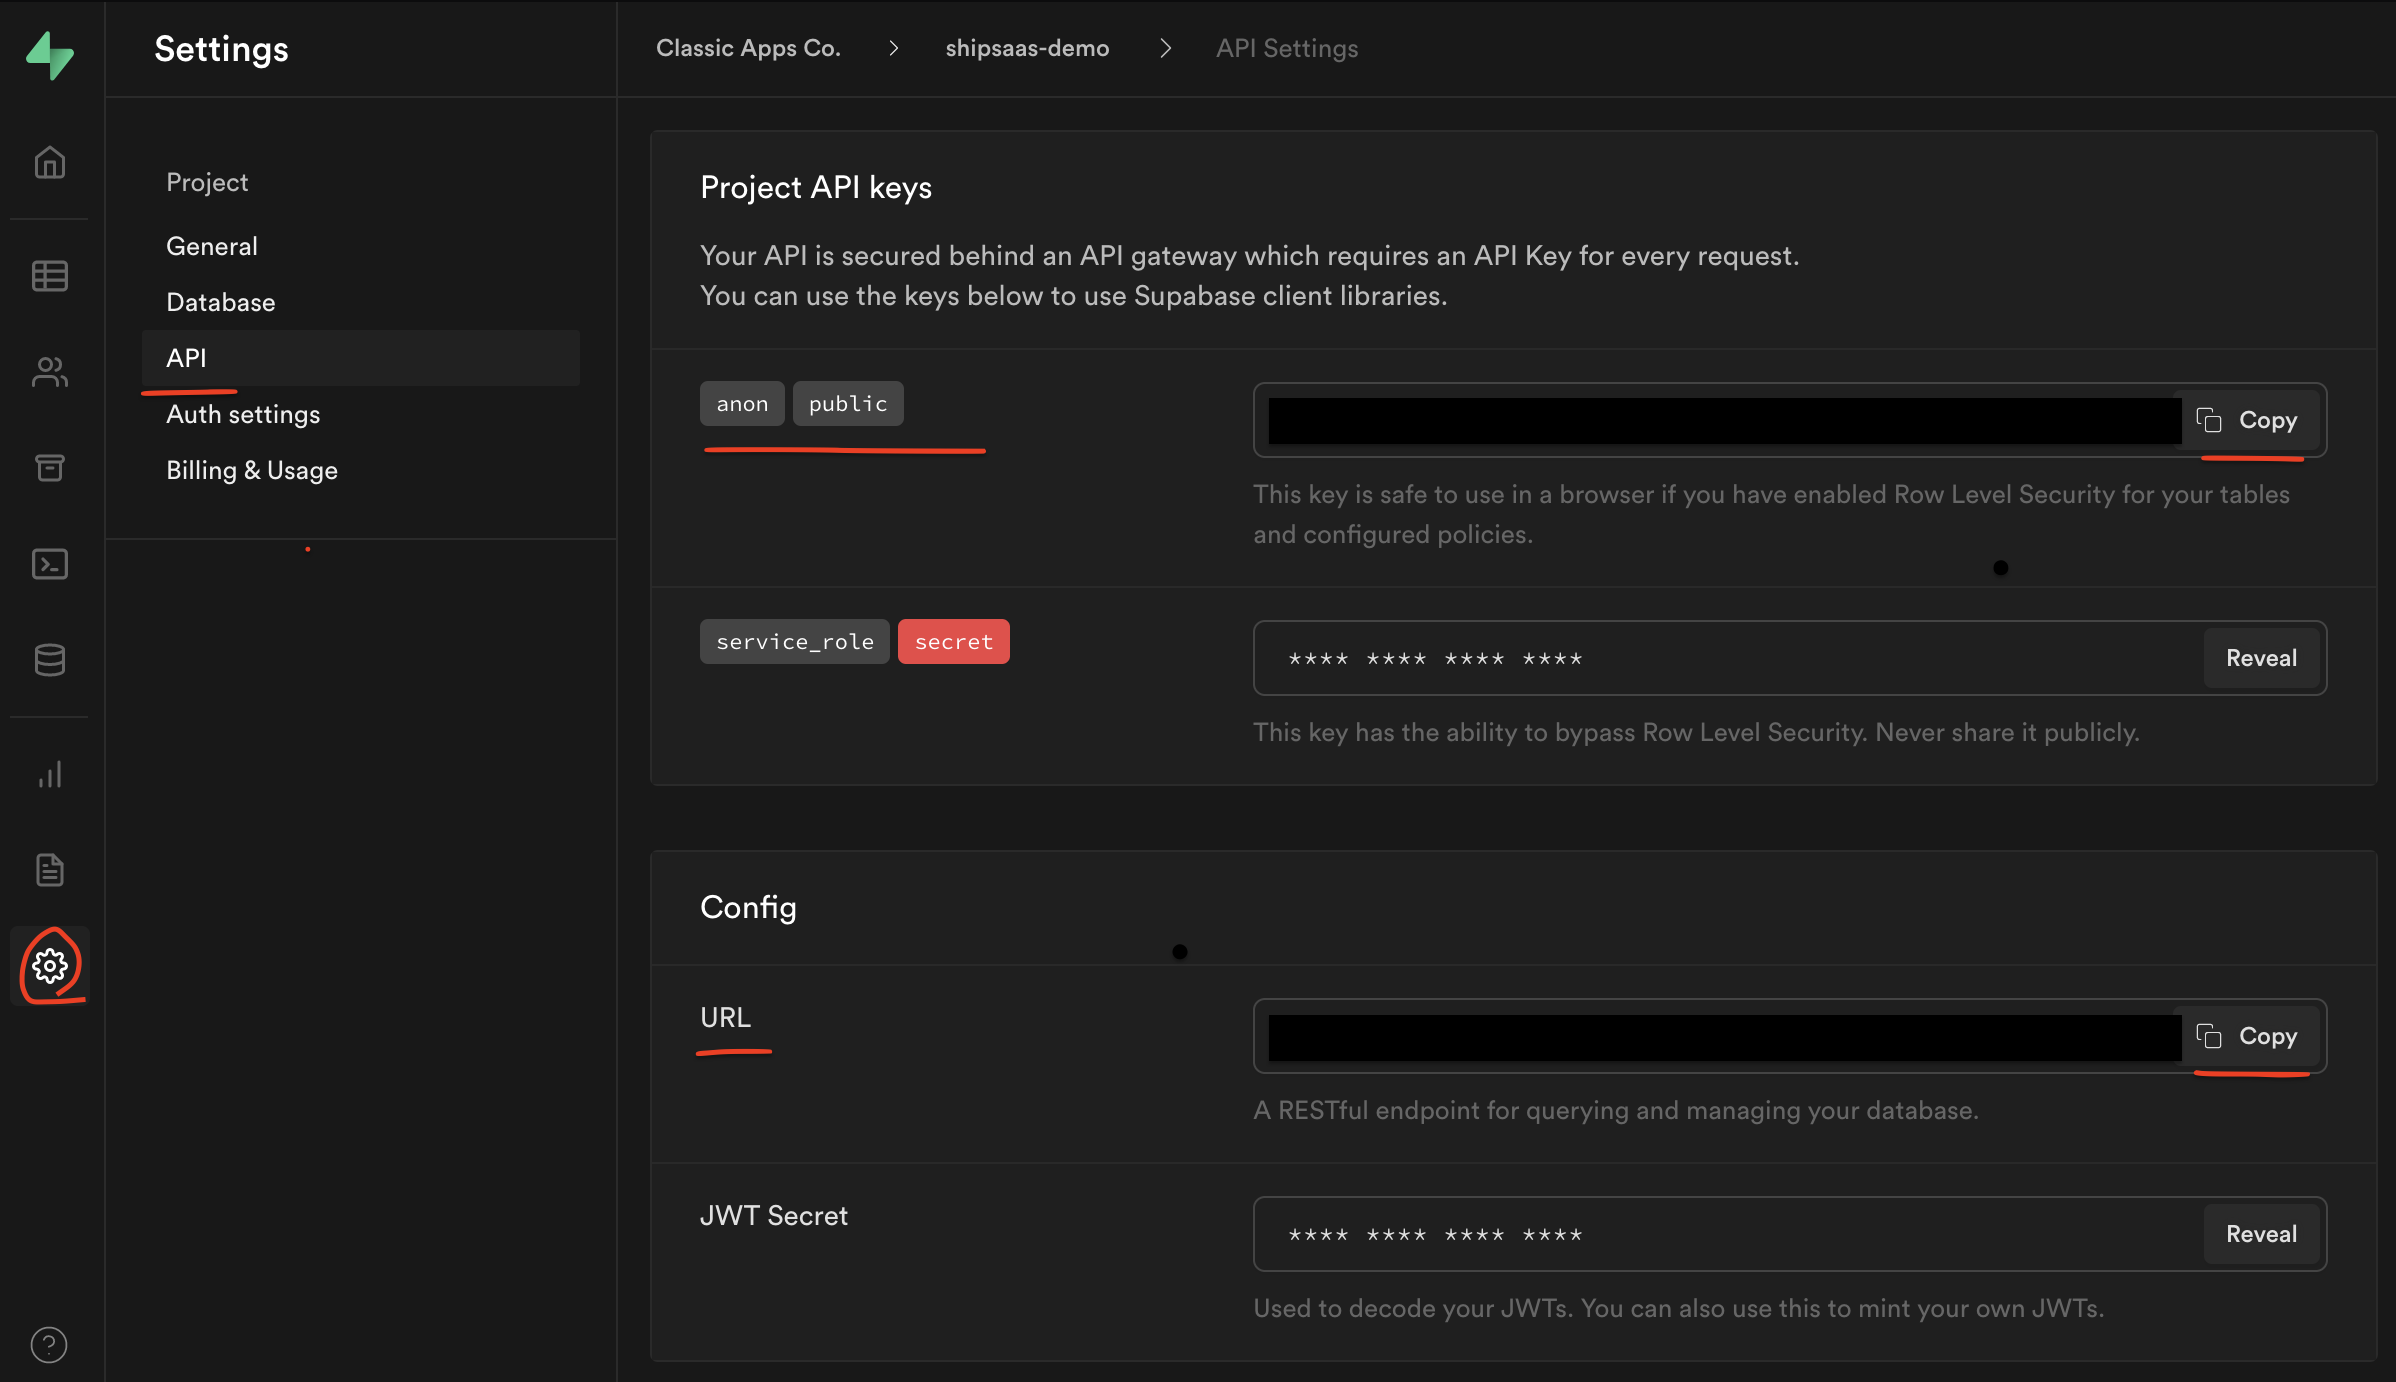 Settings
Classic Apps Co. > shipsaas-demo > API Settings
Project
General
Database
API
Auth settings
Billing & Usage
Project API keys
Your API is secured behind an API gateway which requires an API Key for every request.
You can use the keys below to use Supabase client libraries.
anon public
Copy
This key is safe to use in a browser if you have enabled Row Level Security for your tables
and configured policies.
service_role secret
**** **** **** ****
Reveal
This key has the ability to bypass Row Level Security. Never share it publicly.
Config
URL
Copy
A RESTful endpoint for querying and managing your database.
JWT Secret
**** **** **** ****
Reveal
Used to decode your JWTs. You can also use this to mint your own JWTs.
?